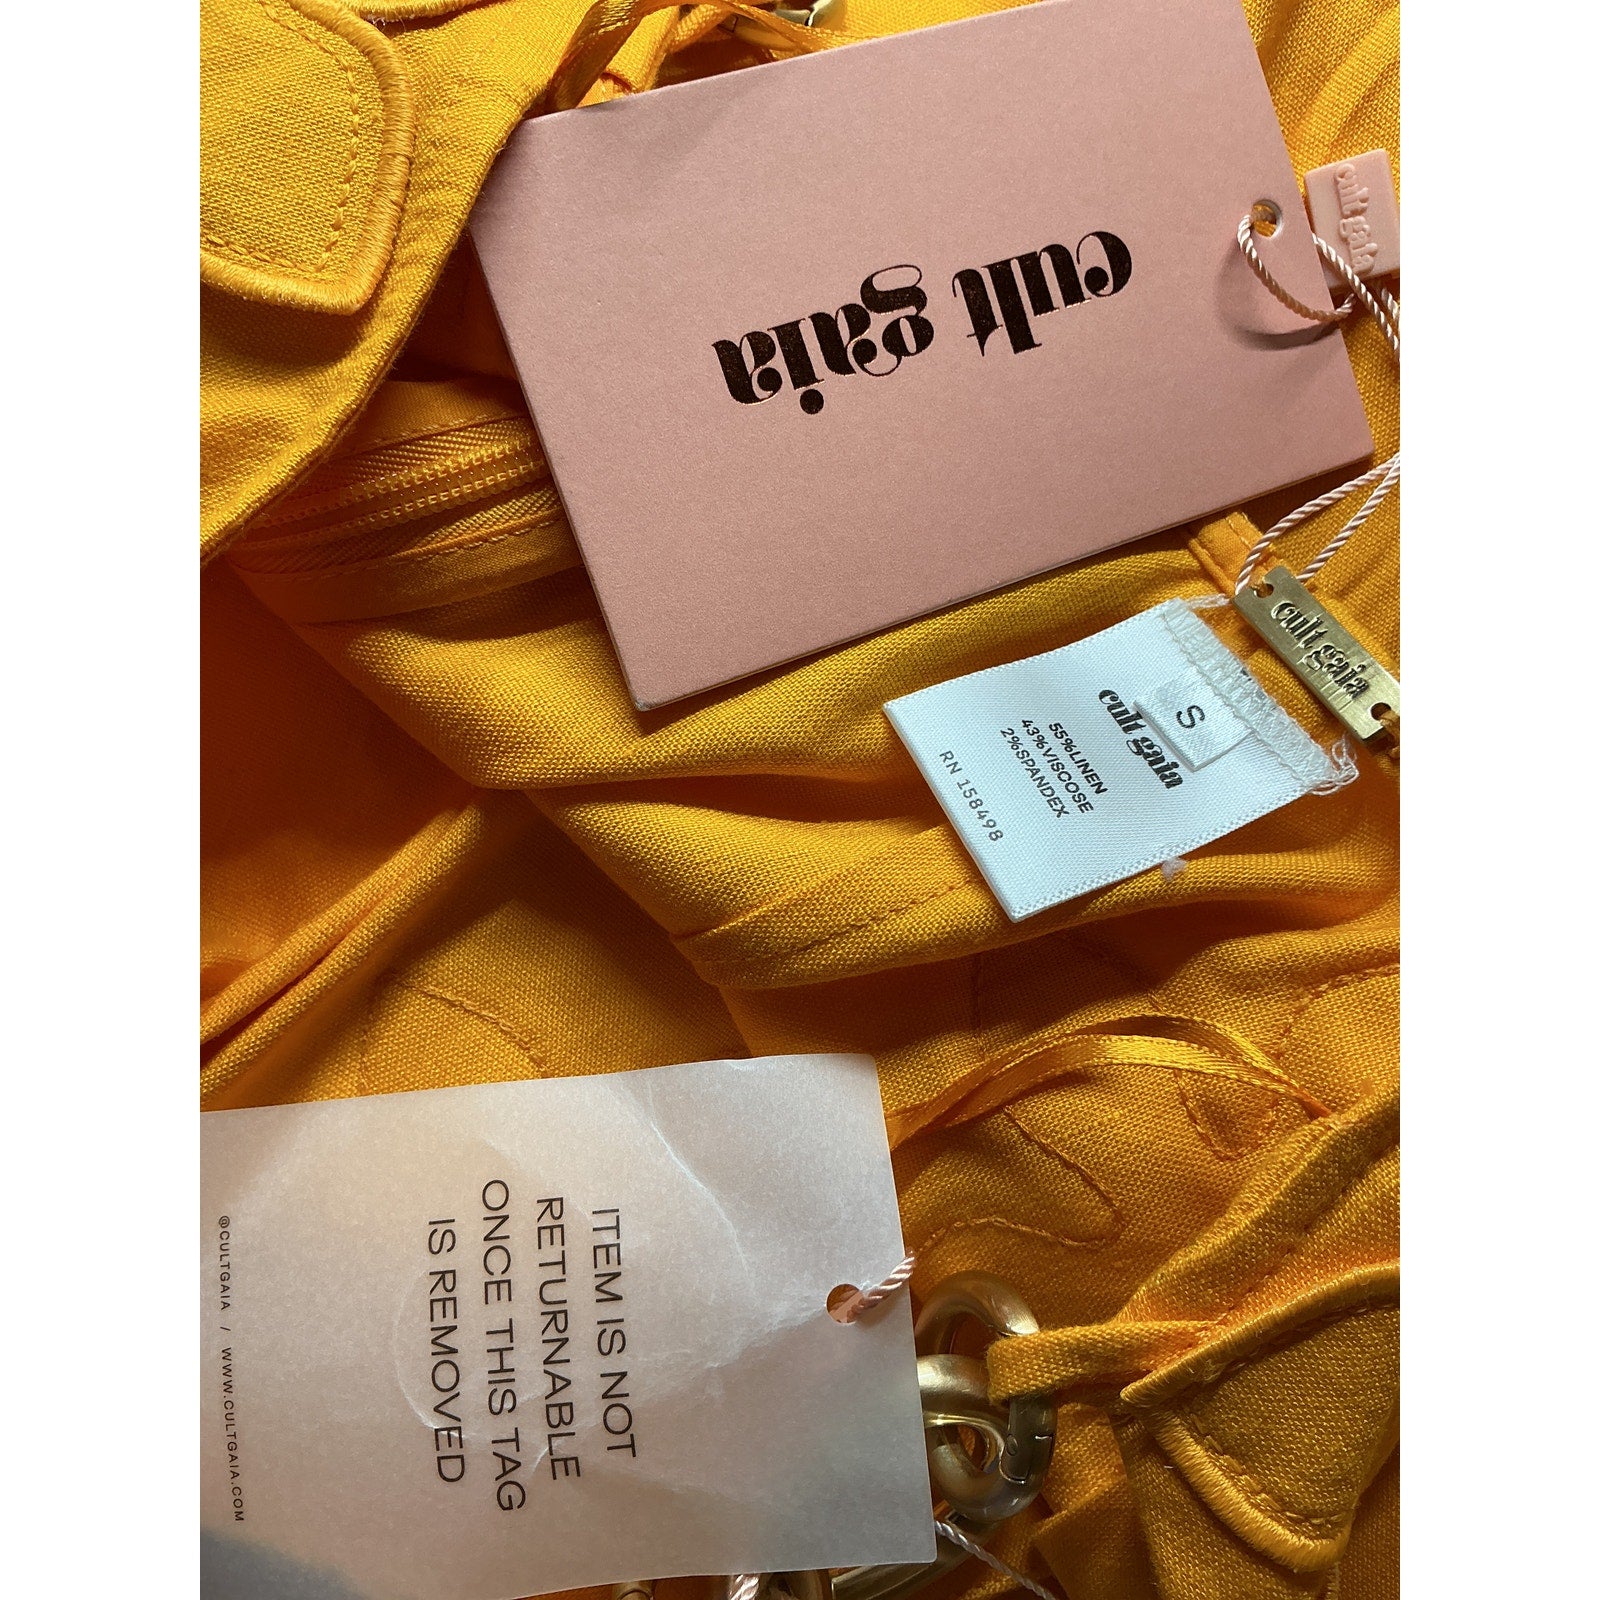 cult gaia
cult gaia
cult gaia
S
cult gaia
55%LINEN
43%VISCOSE
2%SPANDEX
RN 158498
ITEM IS NOT
RETURNABLE
ONCE THIS TAG
IS REMOVED
@CULTGAIA / WWW.CULTGAIA.COM